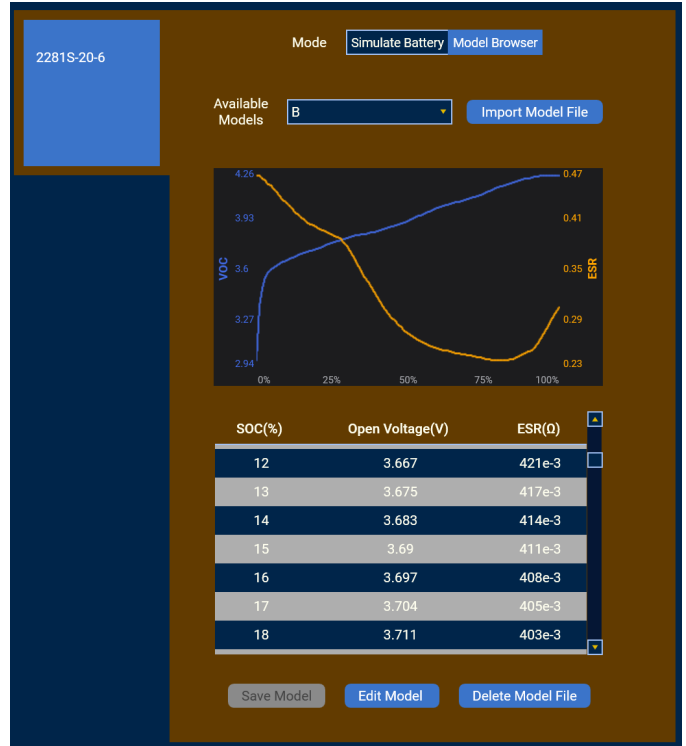 2281S-20-6
Mode
Simulate Battery Model Browser
Available Models
B
Import Model File
4.26
3.93
3.6
3.27
2.94
VOC
0.47
0.41
0.35
0.29
0.23
ESR
0% 25% 50% 75% 100%
SOC(%) Open Voltage(V) ESR(Ω)
12 3.667 421e-3
13 3.675 417e-3
14 3.683 414e-3
15 3.69 411e-3
16 3.697 408e-3
17 3.704 405e-3
18 3.711 403e-3
Save Model Edit Model Delete Model File